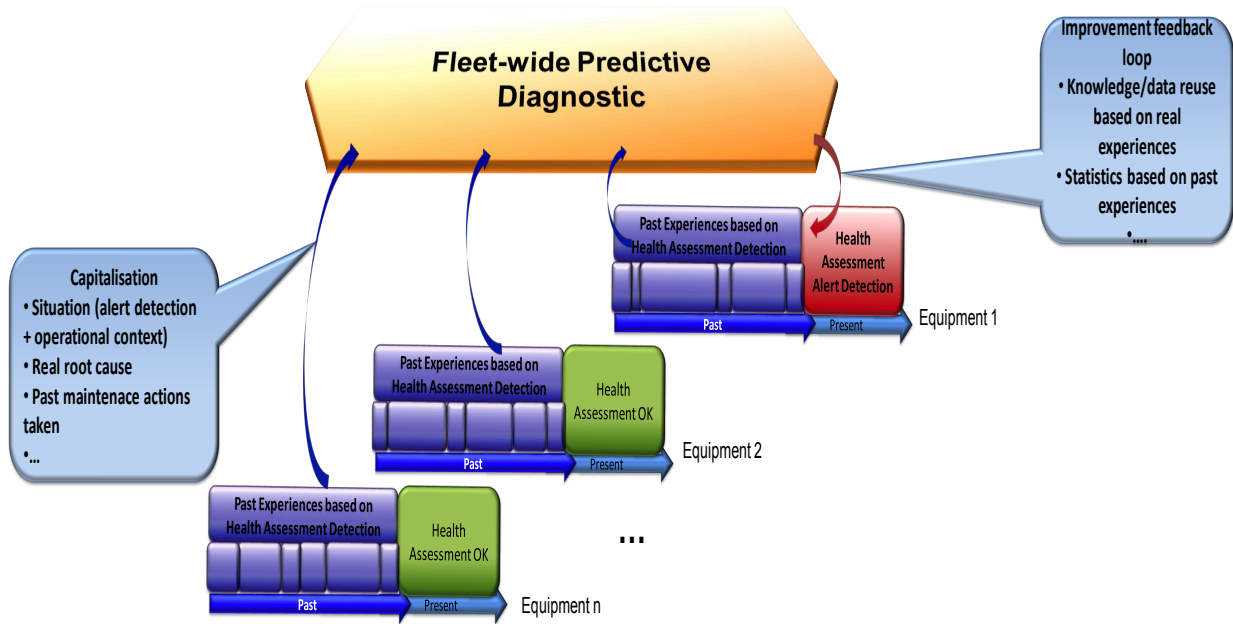 Fleet-wide Predictive
Diagnostic
Improvement feedback
loop
• Knowledge/data reuse
based on real
experiences
• Statistics based on past
experiences
•....
Capitalisation
• Situation (alert detection
+ operational context)
• Real root cause
• Past maintenace actions
taken
•...
Past Experiences based on
Health Assessment Detection
Health
Assessment
Alert Detection
Past
Present
Equipment 1
Past Experiences based on
Health Assessment Detection
Health
Assessment OK
Past
Present
Equipment 2
Past Experiences based on
Health Assessment Detection
Health
Assessment OK
Past
Present
Equipment n
...